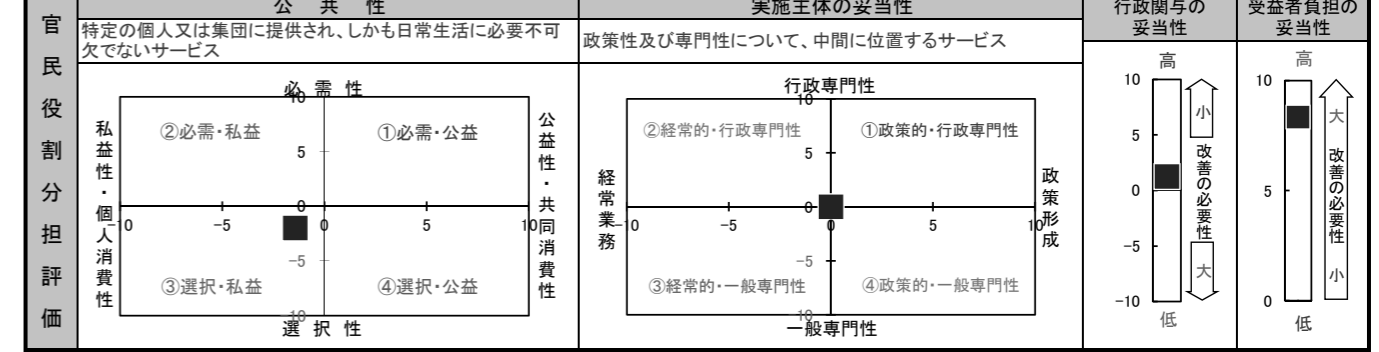 官民役割分担評価
公 共 性
特定の個人又は集団に提供され、しかも日常生活に必要不可
欠でないサービス
必 需 性
私益性・個人消費性
公益性・共同消費性
②必需・私益
①必需・公益
③選択・私益
④選択・公益
10
5
0
-5
-10
-10
-5
0
5
10
選 択 性
実施主体の妥当性
政策性及び専門性について、中間に位置するサービス
行政専門性
経常業務
政策形成
②経常的・行政専門性
①政策的・行政専門性
③経常的・一般専門性
④政策的・一般専門性
10
5
0
-5
-10
-10
-5
0
5
10
一般専門性
行政関与の
妥当性
高
10
5
0
-5
-10
低
小
改善の必要性
大
受益者負担の
妥当性
高
10
5
0
低
大
改善の必要性
小